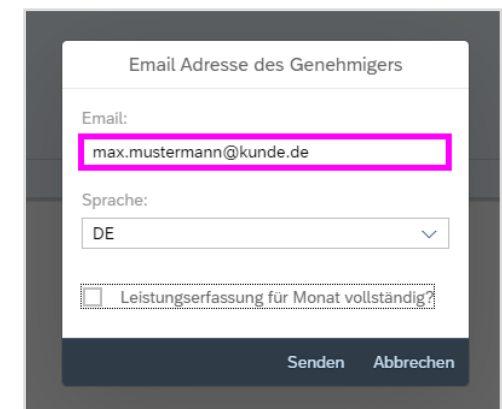 Email Adresse des Genehmigers
Email:
max.mustermann@kunde.de
Sprache:
DE
Leistungserfassung für Monat vollständig?
Senden Abbrechen